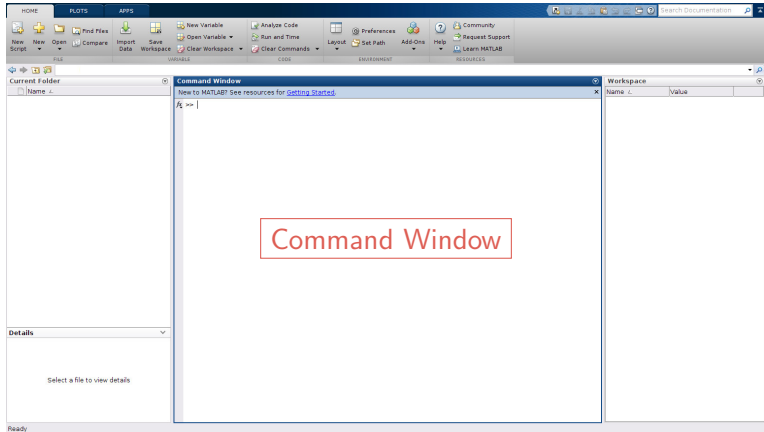 HOME PLOTS APPS Search Documentation
New Script
New
Open
Find Files
Compare
Import Data
Save Workspace
New Variable
Open Variable
Clear Workspace
Analyze Code
Run and Time
Clear Commands
Layout
Preferences
Set Path
Add-Ons
Help
Community
Request Support
Learn MATLAB
FILE VARIABLE CODE ENVIRONMENT RESOURCES
Current Folder
Name
Command Window
New to MATLAB? See resources for Getting Started.
fx >>
Command Window
Workspace
Name Value
Details
Select a file to view details
Ready